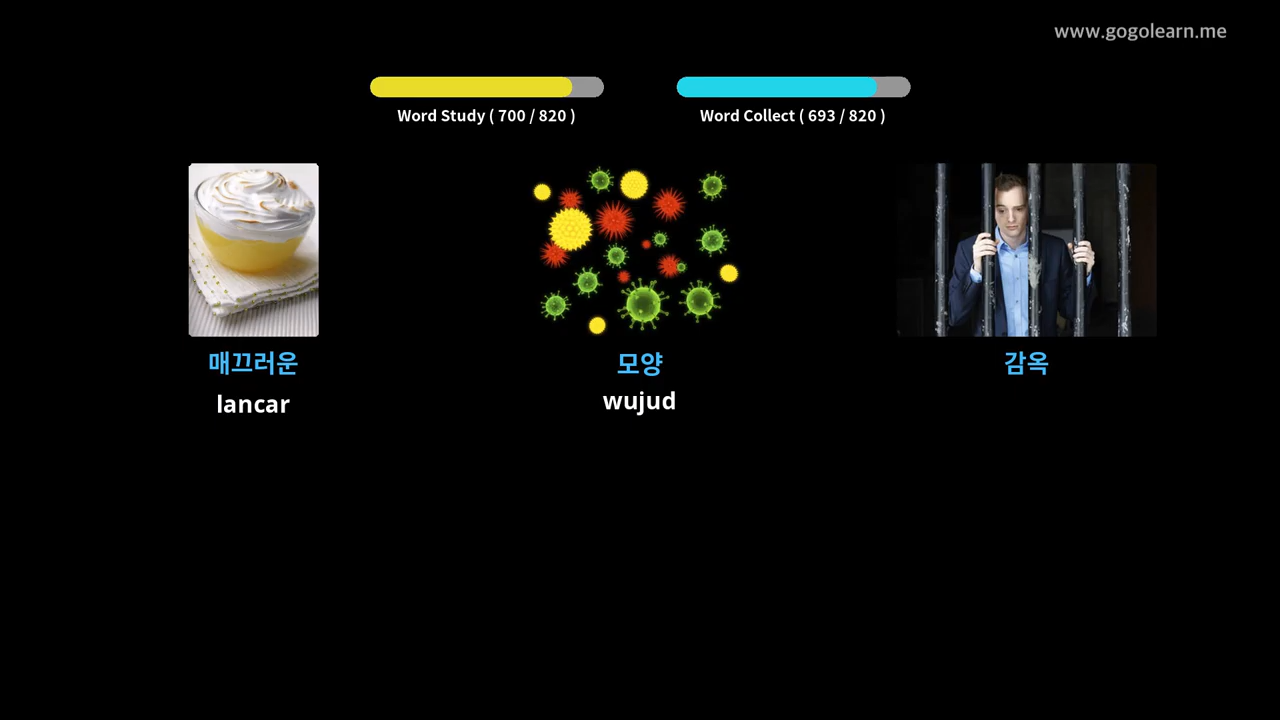 www.gogolearn.me
Word Study ( 700 / 820 )
Word Collect ( 693 / 820 )
매끄러운
모양
감옥
lancar
wujud